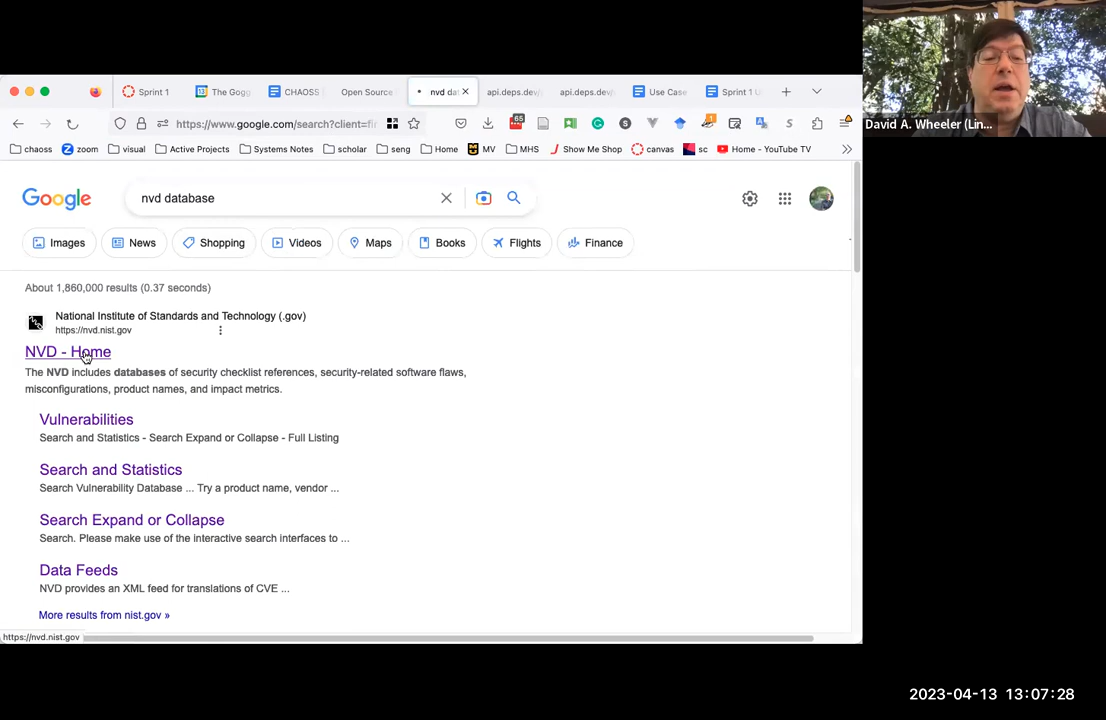 Sprint 1
The Gogg
CHAOSS
Open Source
nvd dat
api.deps.dev/
api.deps.dev/
Use Case
Sprint 1 U
https://www.google.com/search?client=fi
65
1
chaoss
zoom
visual
Active Projects
Systems Notes
scholar
seng
Home
MV
MHS
Show Me Shop
canvas
sc
Home - YouTube TV
David A. Wheeler (Lin...
Google
nvd database
Images
News
Shopping
Videos
Maps
Books
Flights
Finance
About 1,860,000 results (0.37 seconds)
National Institute of Standards and Technology (.gov)
https://nvd.nist.gov
NVD - Home
The NVD includes databases of security checklist references, security-related software flaws,
misconfigurations, product names, and impact metrics.
Vulnerabilities
Search and Statistics - Search Expand or Collapse - Full Listing
Search and Statistics
Search Vulnerability Database ... Try a product name, vendor ...
Search Expand or Collapse
Search. Please make use of the interactive search interfaces to ...
Data Feeds
NVD provides an XML feed for translations of CVE ...
More results from nist.gov »
https://nvd.nist.gov
2023-04-13 13:07:28